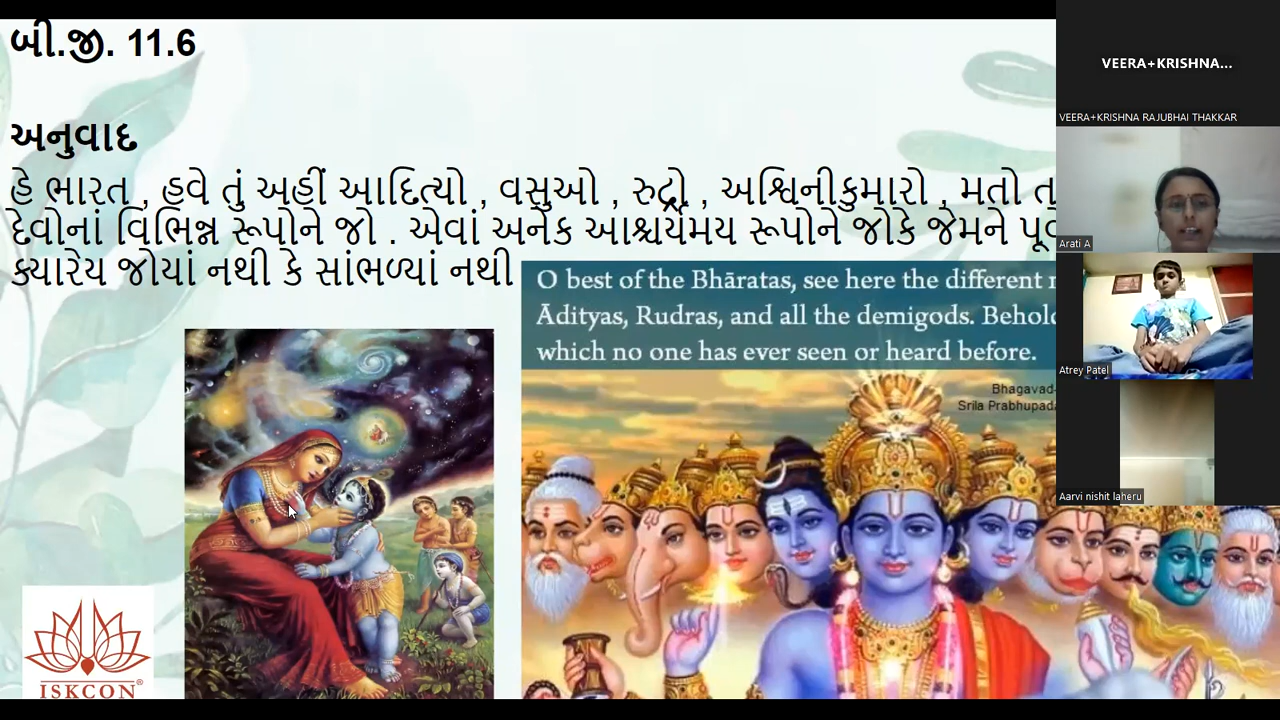 બી.જી. 11.6
અનુવાદ
હે ભારત , હવે તું અહીં આદિત્યો , વસુઓ , રુદ્રો , અશ્વિનીકુમારો , મતો ત
દેવોનાં વિભિન્ન રૂપોને જો . એવાં અનેક આશ્ચર્યમય રૂપોને જોકે જેમને પૂર્વે
ક્યારેય જોયાં નથી કે સાંભળ્યાં નથી
O best of the Bhāratas, see here the different
Ādityas, Rudras, and all the demigods. Behold
which no one has ever seen or heard before.
Bhagavad-
Srila Prabhupada
ISKCON®
VEERA+KRISHNA...
VEERA+KRISHNA RAJUBHAI THAKKAR
Arati A
Atrey Patel
Aarvi nishit laheru